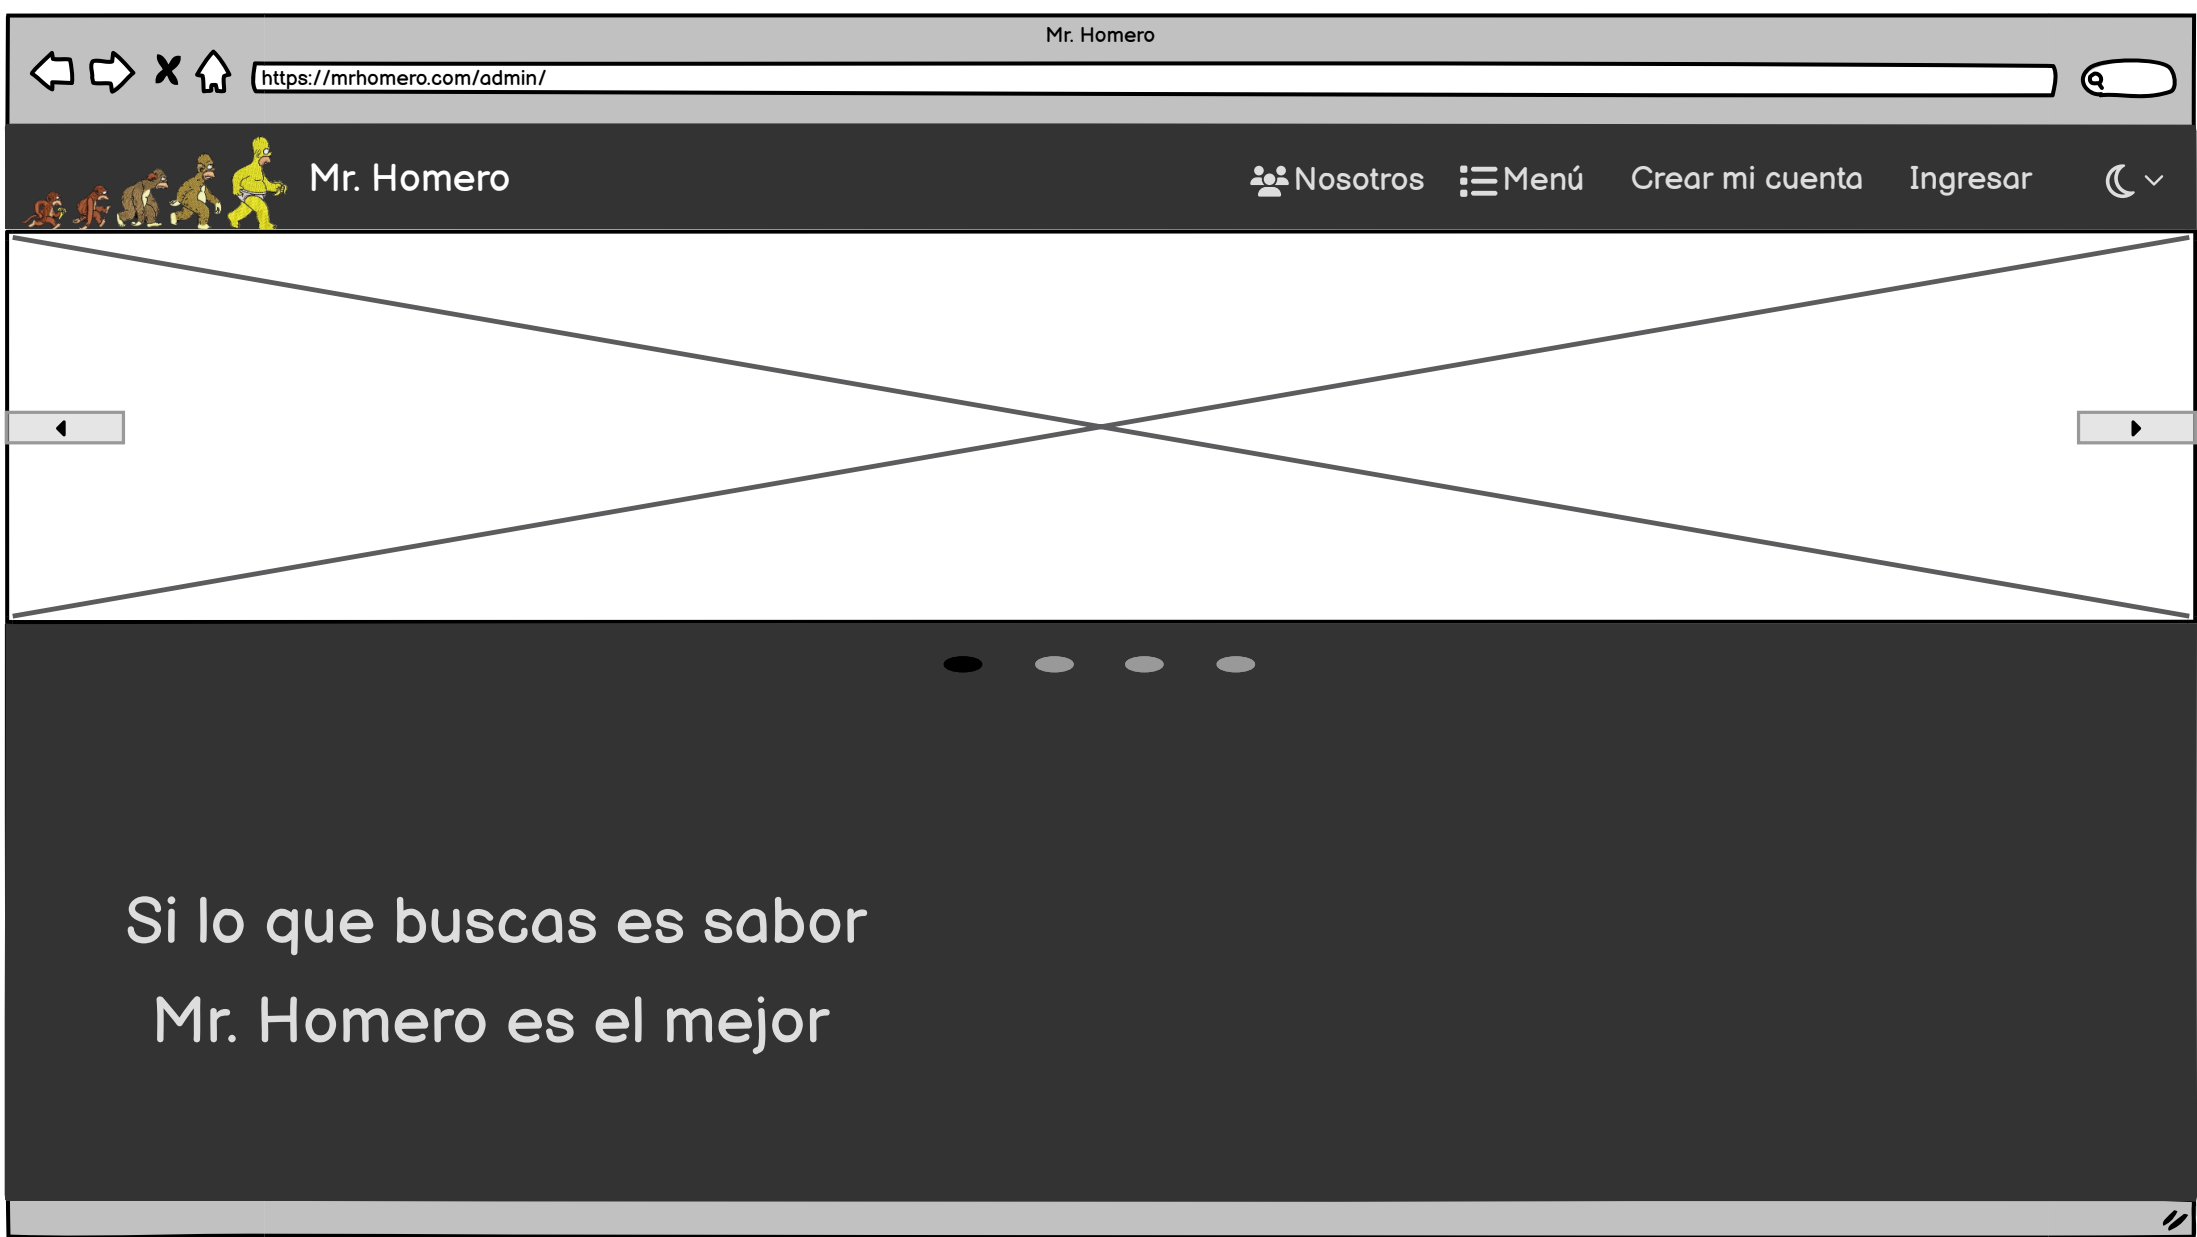 Mr. Homero
https://mrhomero.com/admin/
Mr. Homero
Nosotros
Menú
Crear mi cuenta
Ingresar
Si lo que buscas es sabor
Mr. Homero es el mejor